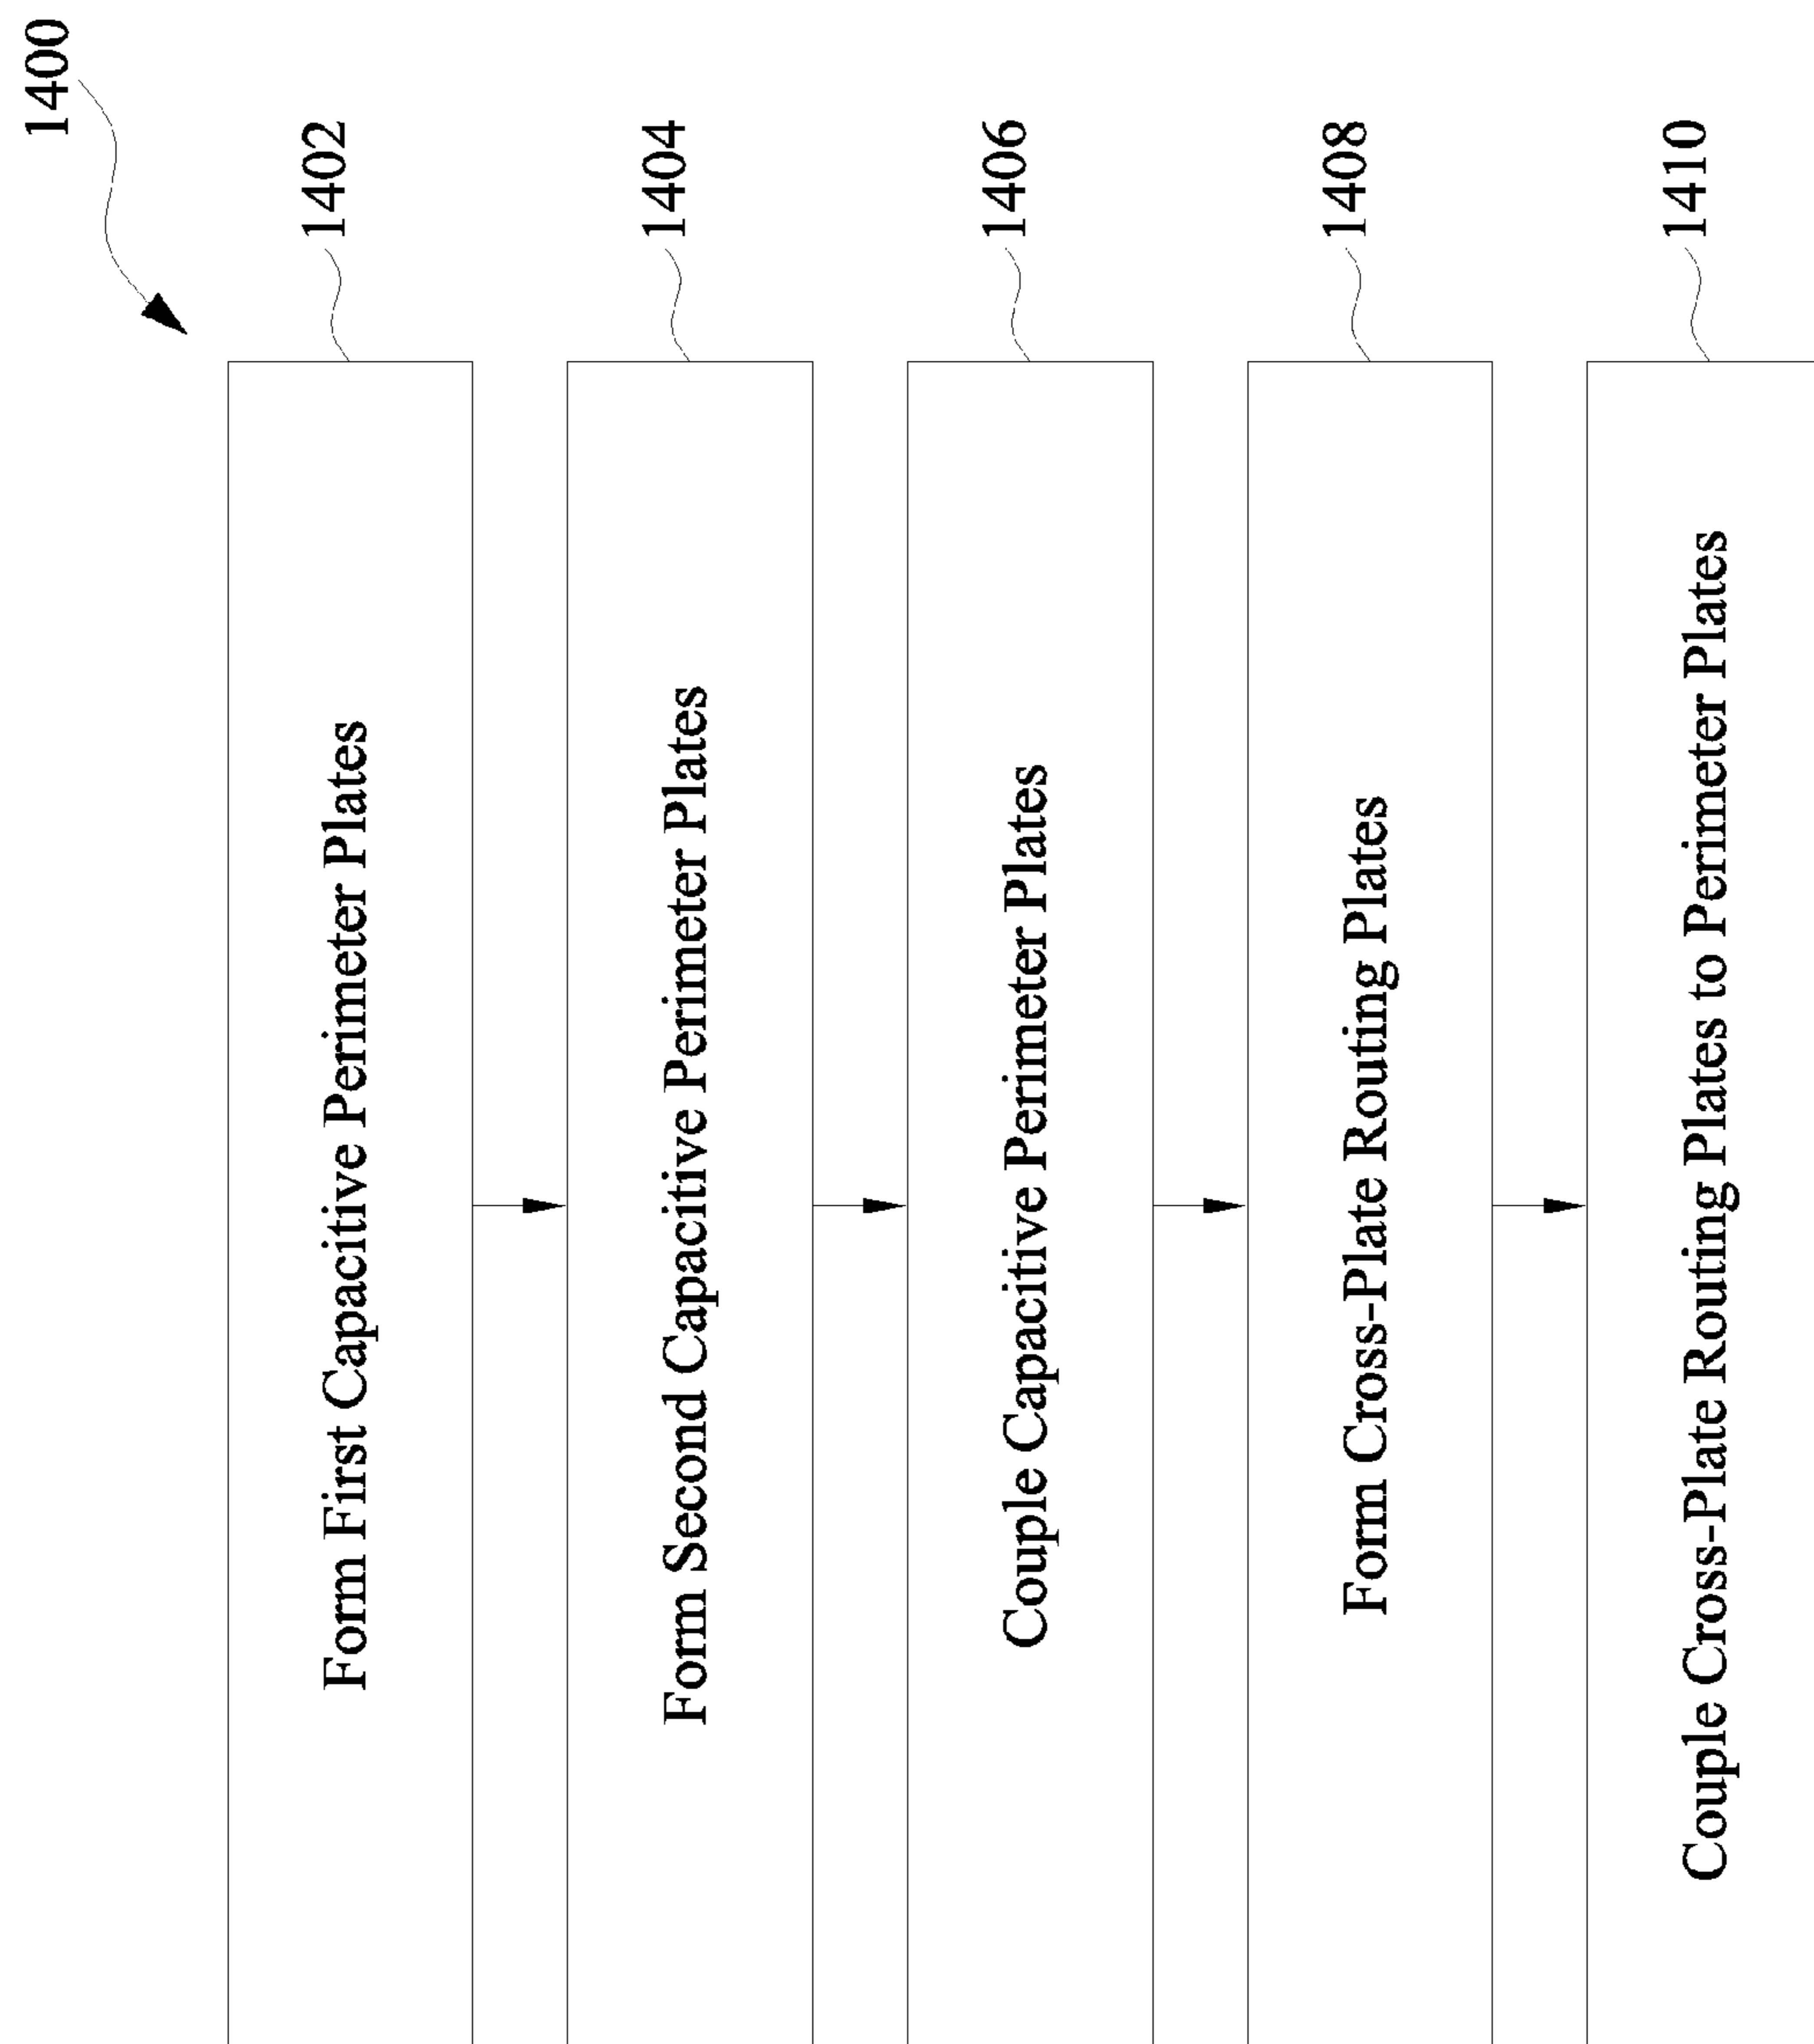 1400
Form First Capacitive Perimeter Plates
1402
Form Second Capacitive Perimeter Plates
1404
Couple Capacitive Perimeter Plates
1406
Form Cross-Plate Routing Plates
1408
Couple Cross-Plate Routing Plates to Perimeter Plates
1410